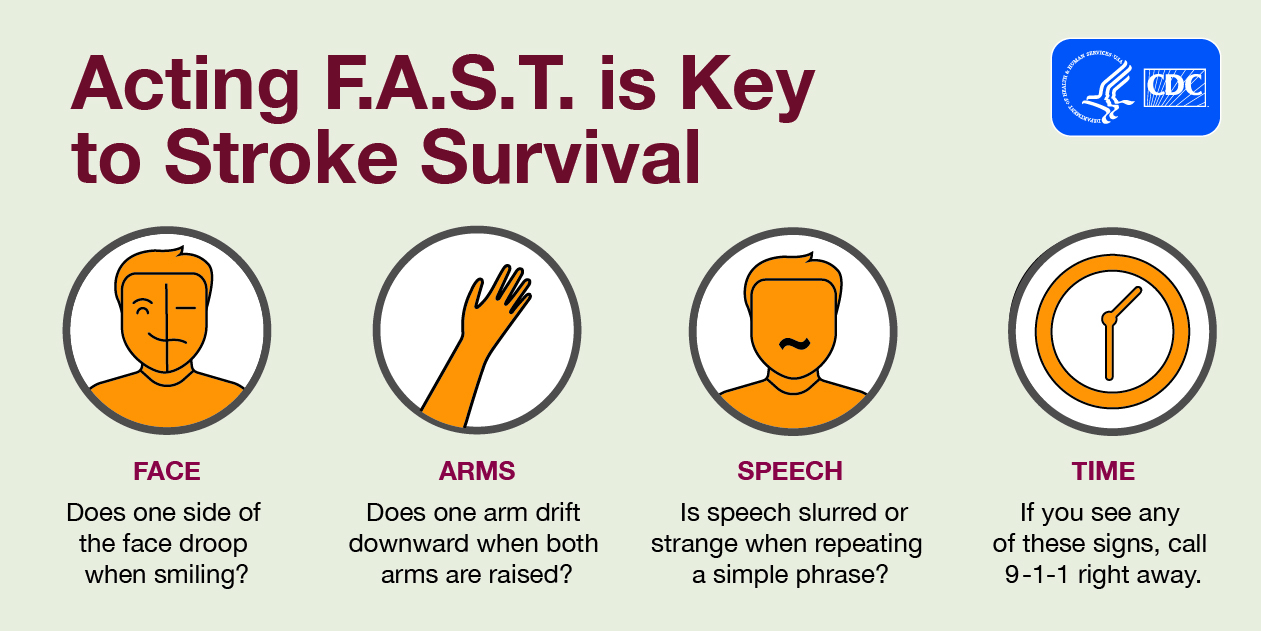 Acting F.A.S.T. is Key
to Stroke Survival
DEPARTMENT OF HEALTH & HUMAN SERVICES · USA
CDC
FACE
Does one side of
the face droop
when smiling?
ARMS
Does one arm drift
downward when both
arms are raised?
SPEECH
Is speech slurred or
strange when repeating
a simple phrase?
TIME
If you see any
of these signs, call
9-1-1 right away.